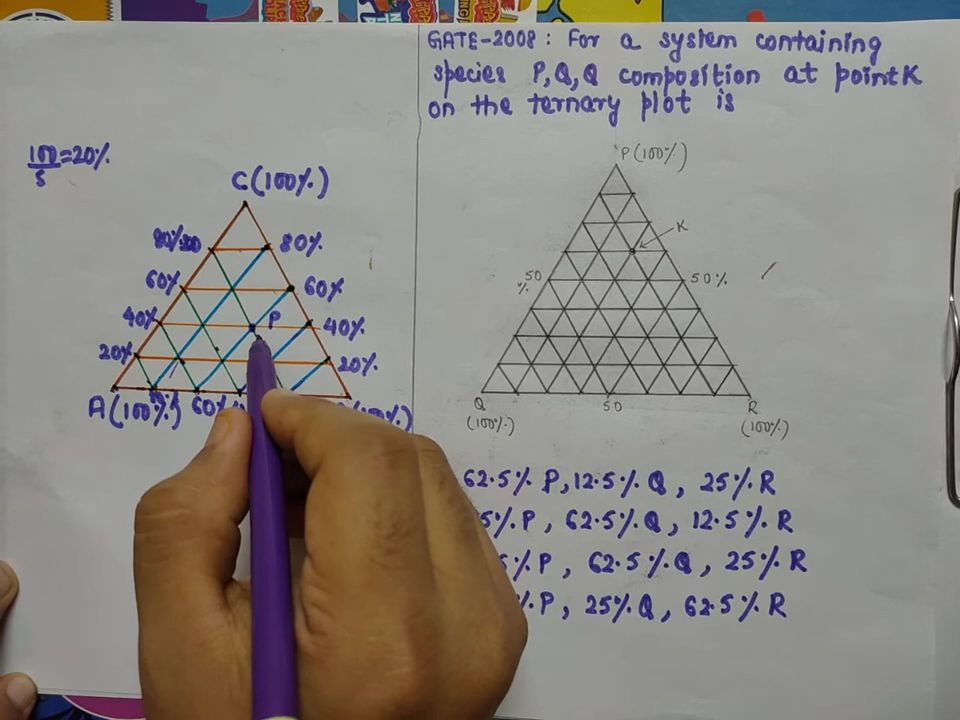 GATE-2008: For a system containing
species P,Q,Q composition at point K
on the ternary plot is
100/5=20%.
C(100%)
80%
60%
60%
40%
P
40%
20%
20%
A(100%) 60%
P(100%)
K
50
%
50%
Q
(100%)
50
R
(100%)
62.5% P, 12.5% Q, 25% R
5% P, 62.5% Q, 12.5% R
% P, 62.5% Q, 25% R
% P, 25% Q, 62.5% R